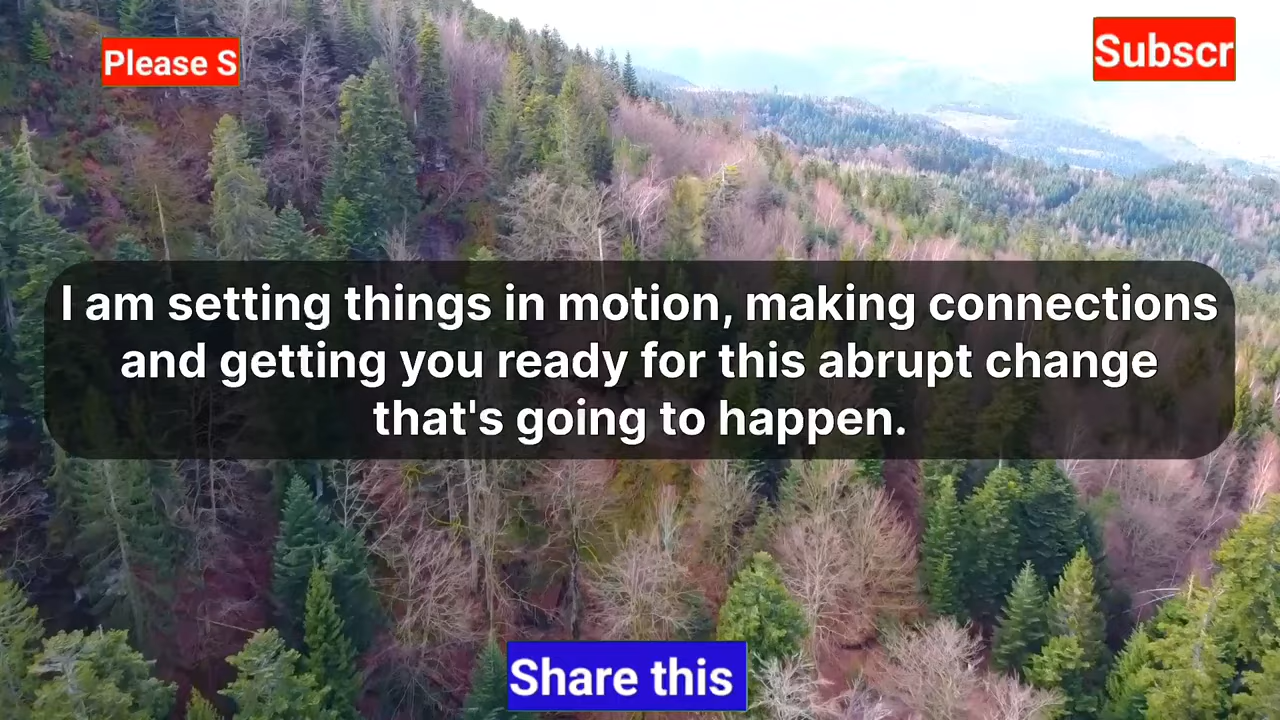 Please S
Subscr
I am setting things in motion, making connections
and getting you ready for this abrupt change
that's going to happen.
Share this